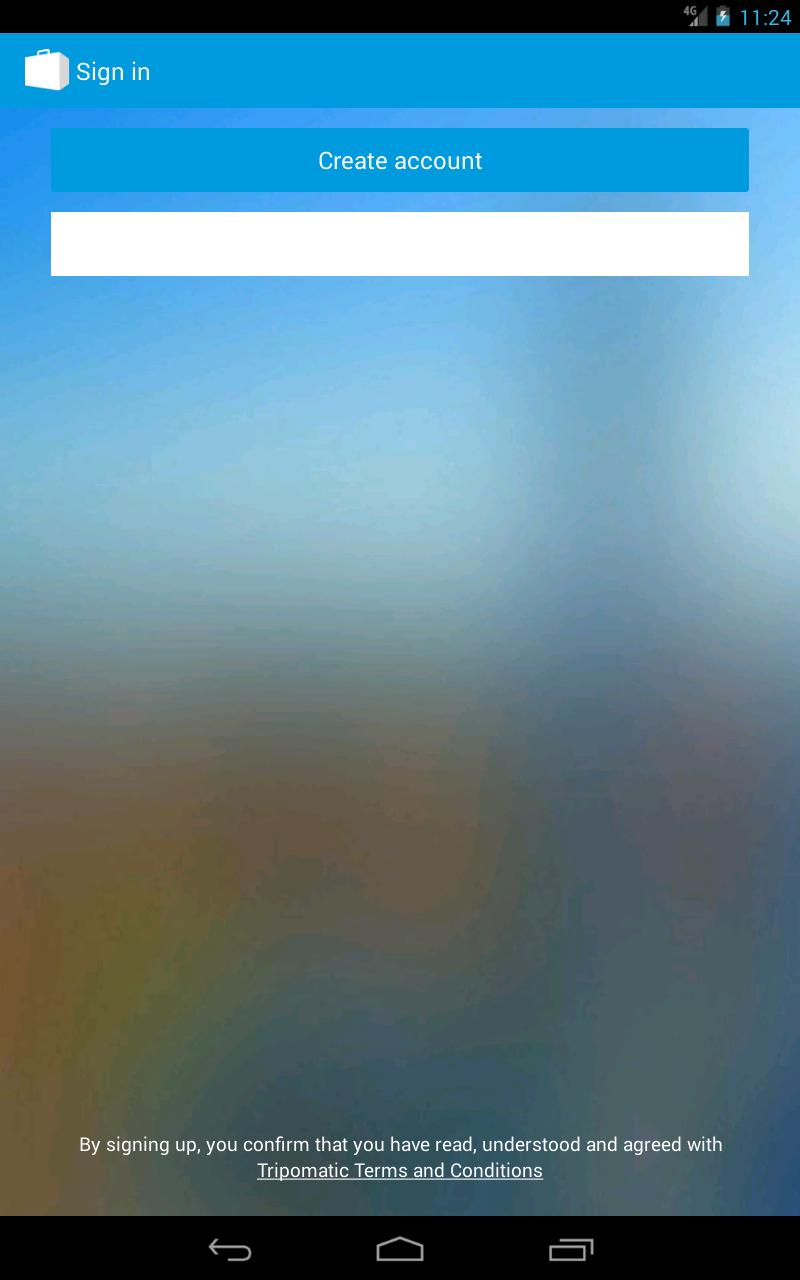 4G 11:24
Sign in
Create account
By signing up, you confirm that you have read, understood and agreed with
Tripomatic Terms and Conditions